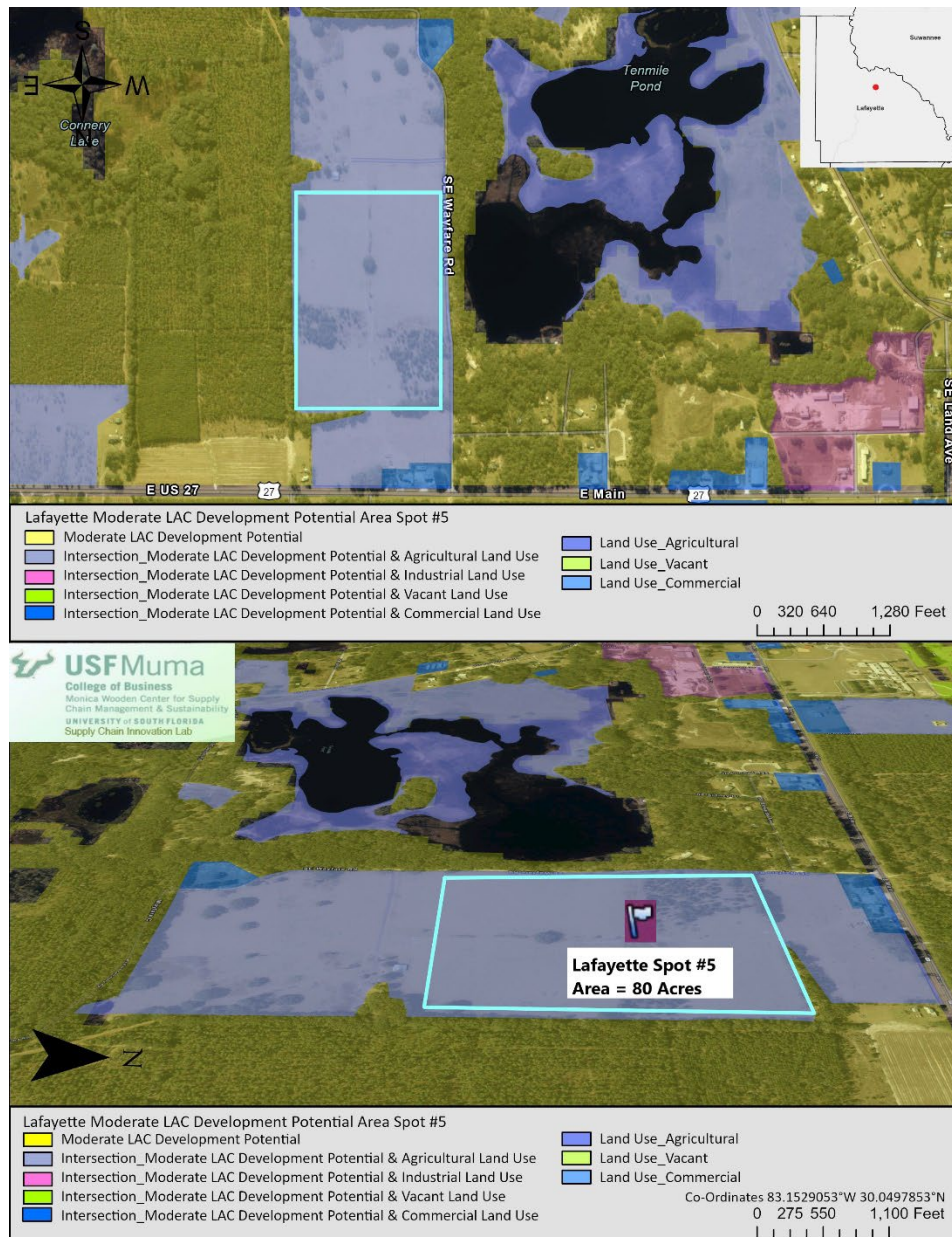 S
E
W
N
Suwannee
Lafayette
Connery
Lake
Tenmile
Pond
SE Wayfare Rd
SE Land Ave
E US 27
27
E Main
27
Lafayette Moderate LAC Development Potential Area Spot #5
Moderate LAC Development Potential
Intersection_Moderate LAC Development Potential & Agricultural Land Use
Intersection_Moderate LAC Development Potential & Industrial Land Use
Intersection_Moderate LAC Development Potential & Vacant Land Use
Intersection_Moderate LAC Development Potential & Commercial Land Use
Land Use_Agricultural
Land Use_Vacant
Land Use_Commercial
0 320 640 1,280 Feet
USF Muma
College of Business
Monica Wooden Center for Supply
Chain Management & Sustainability
UNIVERSITY of SOUTH FLORIDA
Supply Chain Innovation Lab
SE Wayfare Rd
Lafayette Spot #5
Area = 80 Acres
N
Lafayette Moderate LAC Development Potential Area Spot #5
Moderate LAC Development Potential
Intersection_Moderate LAC Development Potential & Agricultural Land Use
Intersection_Moderate LAC Development Potential & Industrial Land Use
Intersection_Moderate LAC Development Potential & Vacant Land Use
Intersection_Moderate LAC Development Potential & Commercial Land Use
Land Use_Agricultural
Land Use_Vacant
Land Use_Commercial
Co-Ordinates 83.1529053°W 30.0497853°N
0 275 550 1,100 Feet